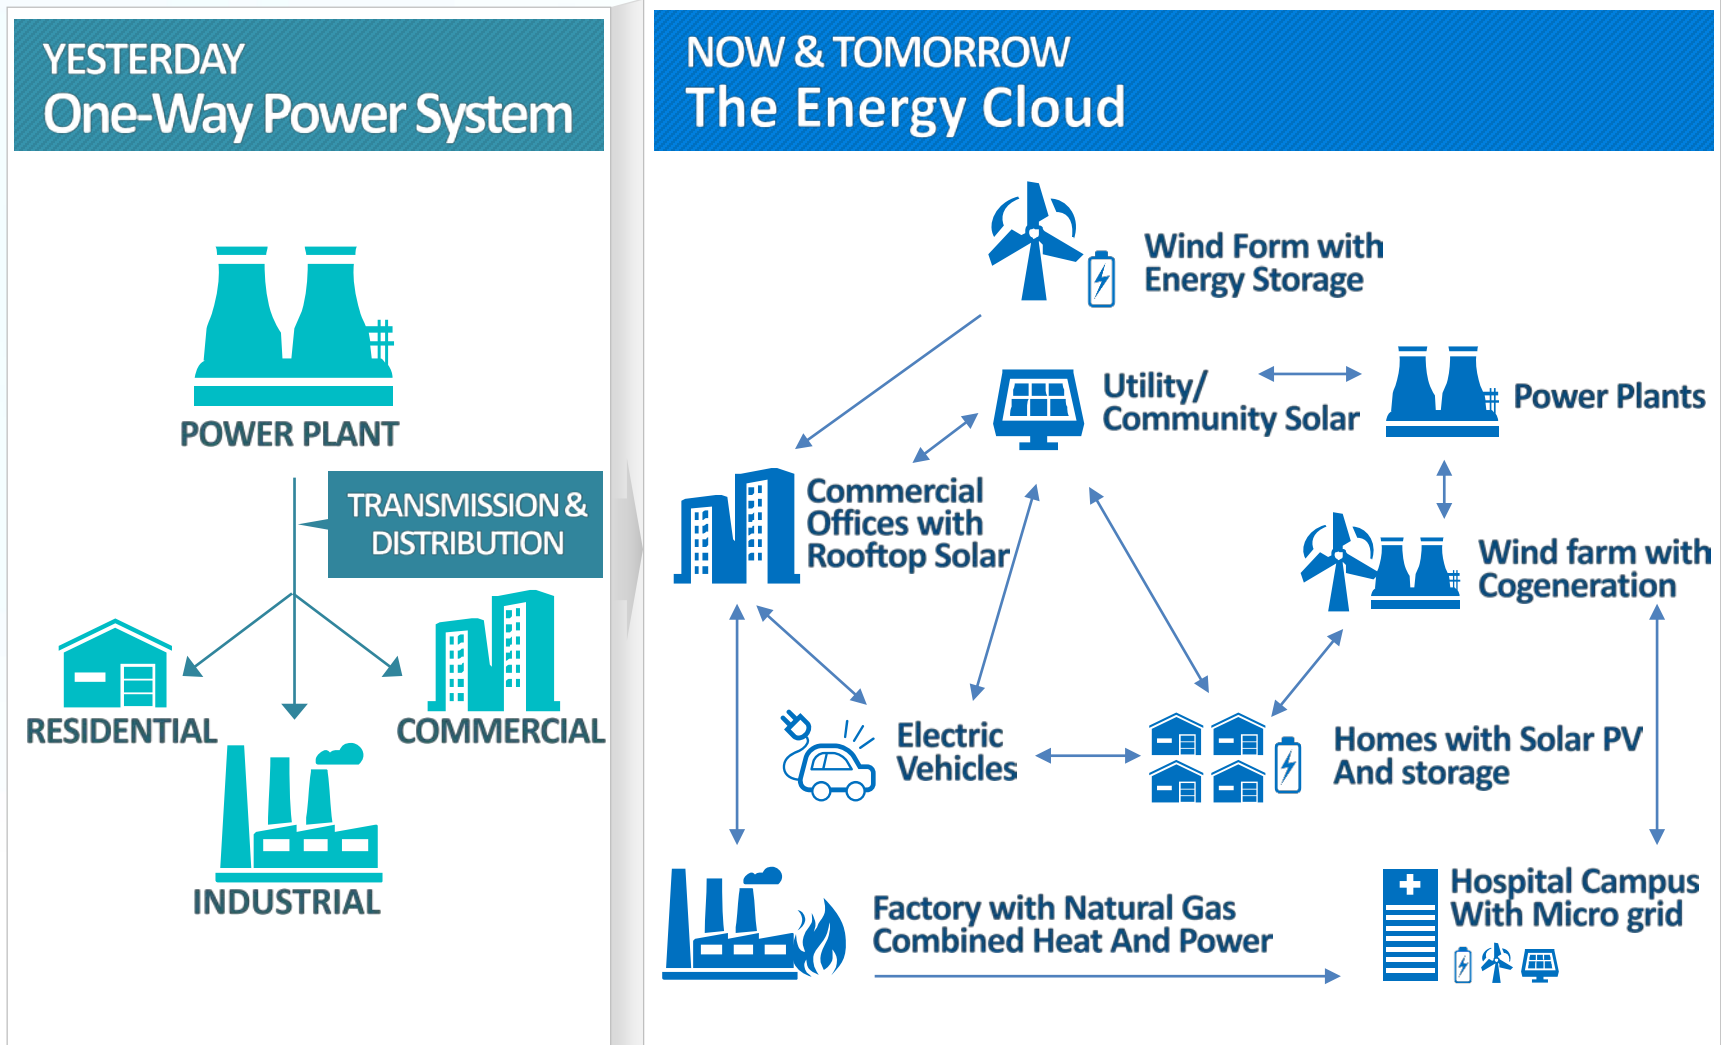 YESTERDAY
One-Way Power System
POWER PLANT
TRANSMISSION &
DISTRIBUTION
RESIDENTIAL
COMMERCIAL
INDUSTRIAL
NOW & TOMORROW
The Energy Cloud
Wind Form with
Energy Storage
Utility/
Community Solar
Power Plants
Commercial
Offices with
Rooftop Solar
Wind farm with
Cogeneration
Electric
Vehicles
Homes with Solar PV
And storage
Factory with Natural Gas
Combined Heat And Power
Hospital Campus
With Micro grid